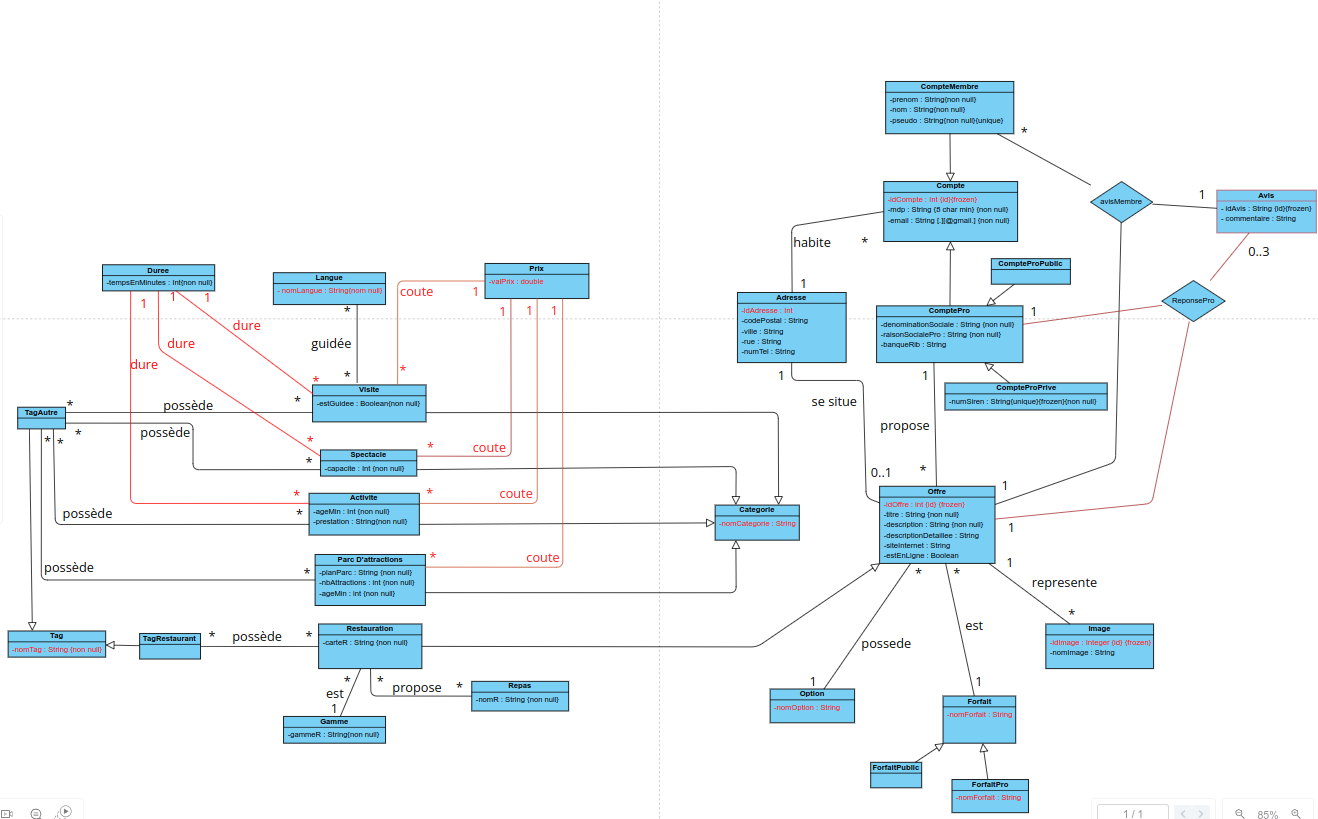 CompteMembre
-prenom : String{non null}
-nom : String{non null}
-pseudo : String{non null}{unique}
*
Compte
-idCompte : Int {id}{frozen}
-mdp : String {8 char min} {non null}
-email : String [.][@gmail.] {non null}
avisMembre
1
Avis
- idAvis : String {id}{frozen}
- commentaire : String
0..3
habite
*
1
CompteProPublic
ReponsePro
Adresse
-idAdresse : Int
-codePostal : String
-ville : String
-rue : String
-numTel : String
ComptePro
-denominationSociale : String {non null}
-raisonSocialePro : String {non null}
-banqueRib : String
1
CompteProPrive
-numSiren : String{unique}{frozen}{non null}
1
se situe
0..1
1
propose
*
Duree
-tempsEnMinutes : Int{non null}
1
1
1
Langue
- nomLangue : String{nom null}
*
guidée
*
Prix
-valPrix : double
coute
1
*
1
1
1
dure
dure
dure
*
*
Visite
-estGuidee : Boolean{non null}
TagAutre
*
possède
*
*
possède
*
*
*
Spectacle
-capacite : Int {non null}
*
coute
*
*
Activite
-ageMin : Int {non null}
-prestation : String{non null}
*
coute
possède
*
Parc D'attractions
-planParc : String {non null}
-nbAttractions : int {non null}
-ageMin : int {non null}
*
coute
possède
*
Categorie
-nomCategorie : String
Offre
-idOffre : int {id} {frozen}
-titre : String {non null}
-description : String {non null}
-descriptionDetaillee : String
-siteInternet : String
-estEnLigne : Boolean
1
1
1
represente
*
*
possede
1
*
est
1
Image
-idImage : Integer {id} {frozen}
-nomImage : String
Tag
-nomTag : String {non null}
TagRestaurant
*
possède
*
Restauration
-carteR : String {non null}
*
est
1
*
propose
*
Repas
-nomR : String {non null}
Gamme
-gammeR : String{non null}
Option
-nomOption : String
Forfait
-nomForfait : String
ForfaitPublic
ForfaitPro
-nomForfait : String
1 / 1
85%